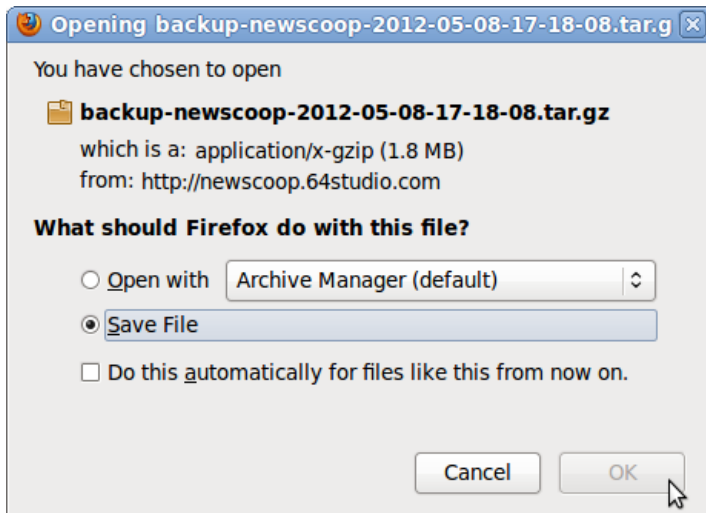 Opening backup-newscoop-2012-05-08-17-18-08.tar.g
You have chosen to open
backup-newscoop-2012-05-08-17-18-08.tar.gz
which is a: application/x-gzip (1.8 MB)
from: http://newscoop.64studio.com
What should Firefox do with this file?
Open with Archive Manager (default)
Save File
Do this automatically for files like this from now on.
Cancel OK